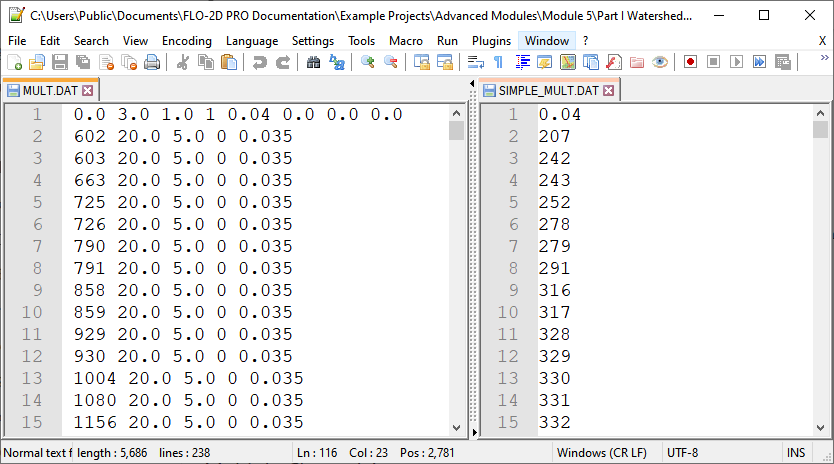 C:\Users\Public\Documents\FLO-2D PRO Documentation\Example Projects\Advanced Modules\Module 5\Part I Watershed...
File Edit Search View Encoding Language Settings Tools Macro Run Plugins Window ? X
MULT.DAT
1 0.0 3.0 1.0 1 0.04 0.0 0.0 0.0
2 602 20.0 5.0 0 0.035
3 603 20.0 5.0 0 0.035
4 663 20.0 5.0 0 0.035
5 725 20.0 5.0 0 0.035
6 726 20.0 5.0 0 0.035
7 790 20.0 5.0 0 0.035
8 791 20.0 5.0 0 0.035
9 858 20.0 5.0 0 0.035
10 859 20.0 5.0 0 0.035
11 929 20.0 5.0 0 0.035
12 930 20.0 5.0 0 0.035
13 1004 20.0 5.0 0 0.035
14 1080 20.0 5.0 0 0.035
15 1156 20.0 5.0 0 0.035
SIMPLE_MULT.DAT
1 0.04
2 207
3 242
4 243
5 252
6 278
7 279
8 291
9 316
10 317
11 328
12 329
13 330
14 331
15 332
Normal text f length : 5,686 lines : 238 Ln : 116 Col : 23 Pos : 2,781 Windows (CR LF) UTF-8 INS